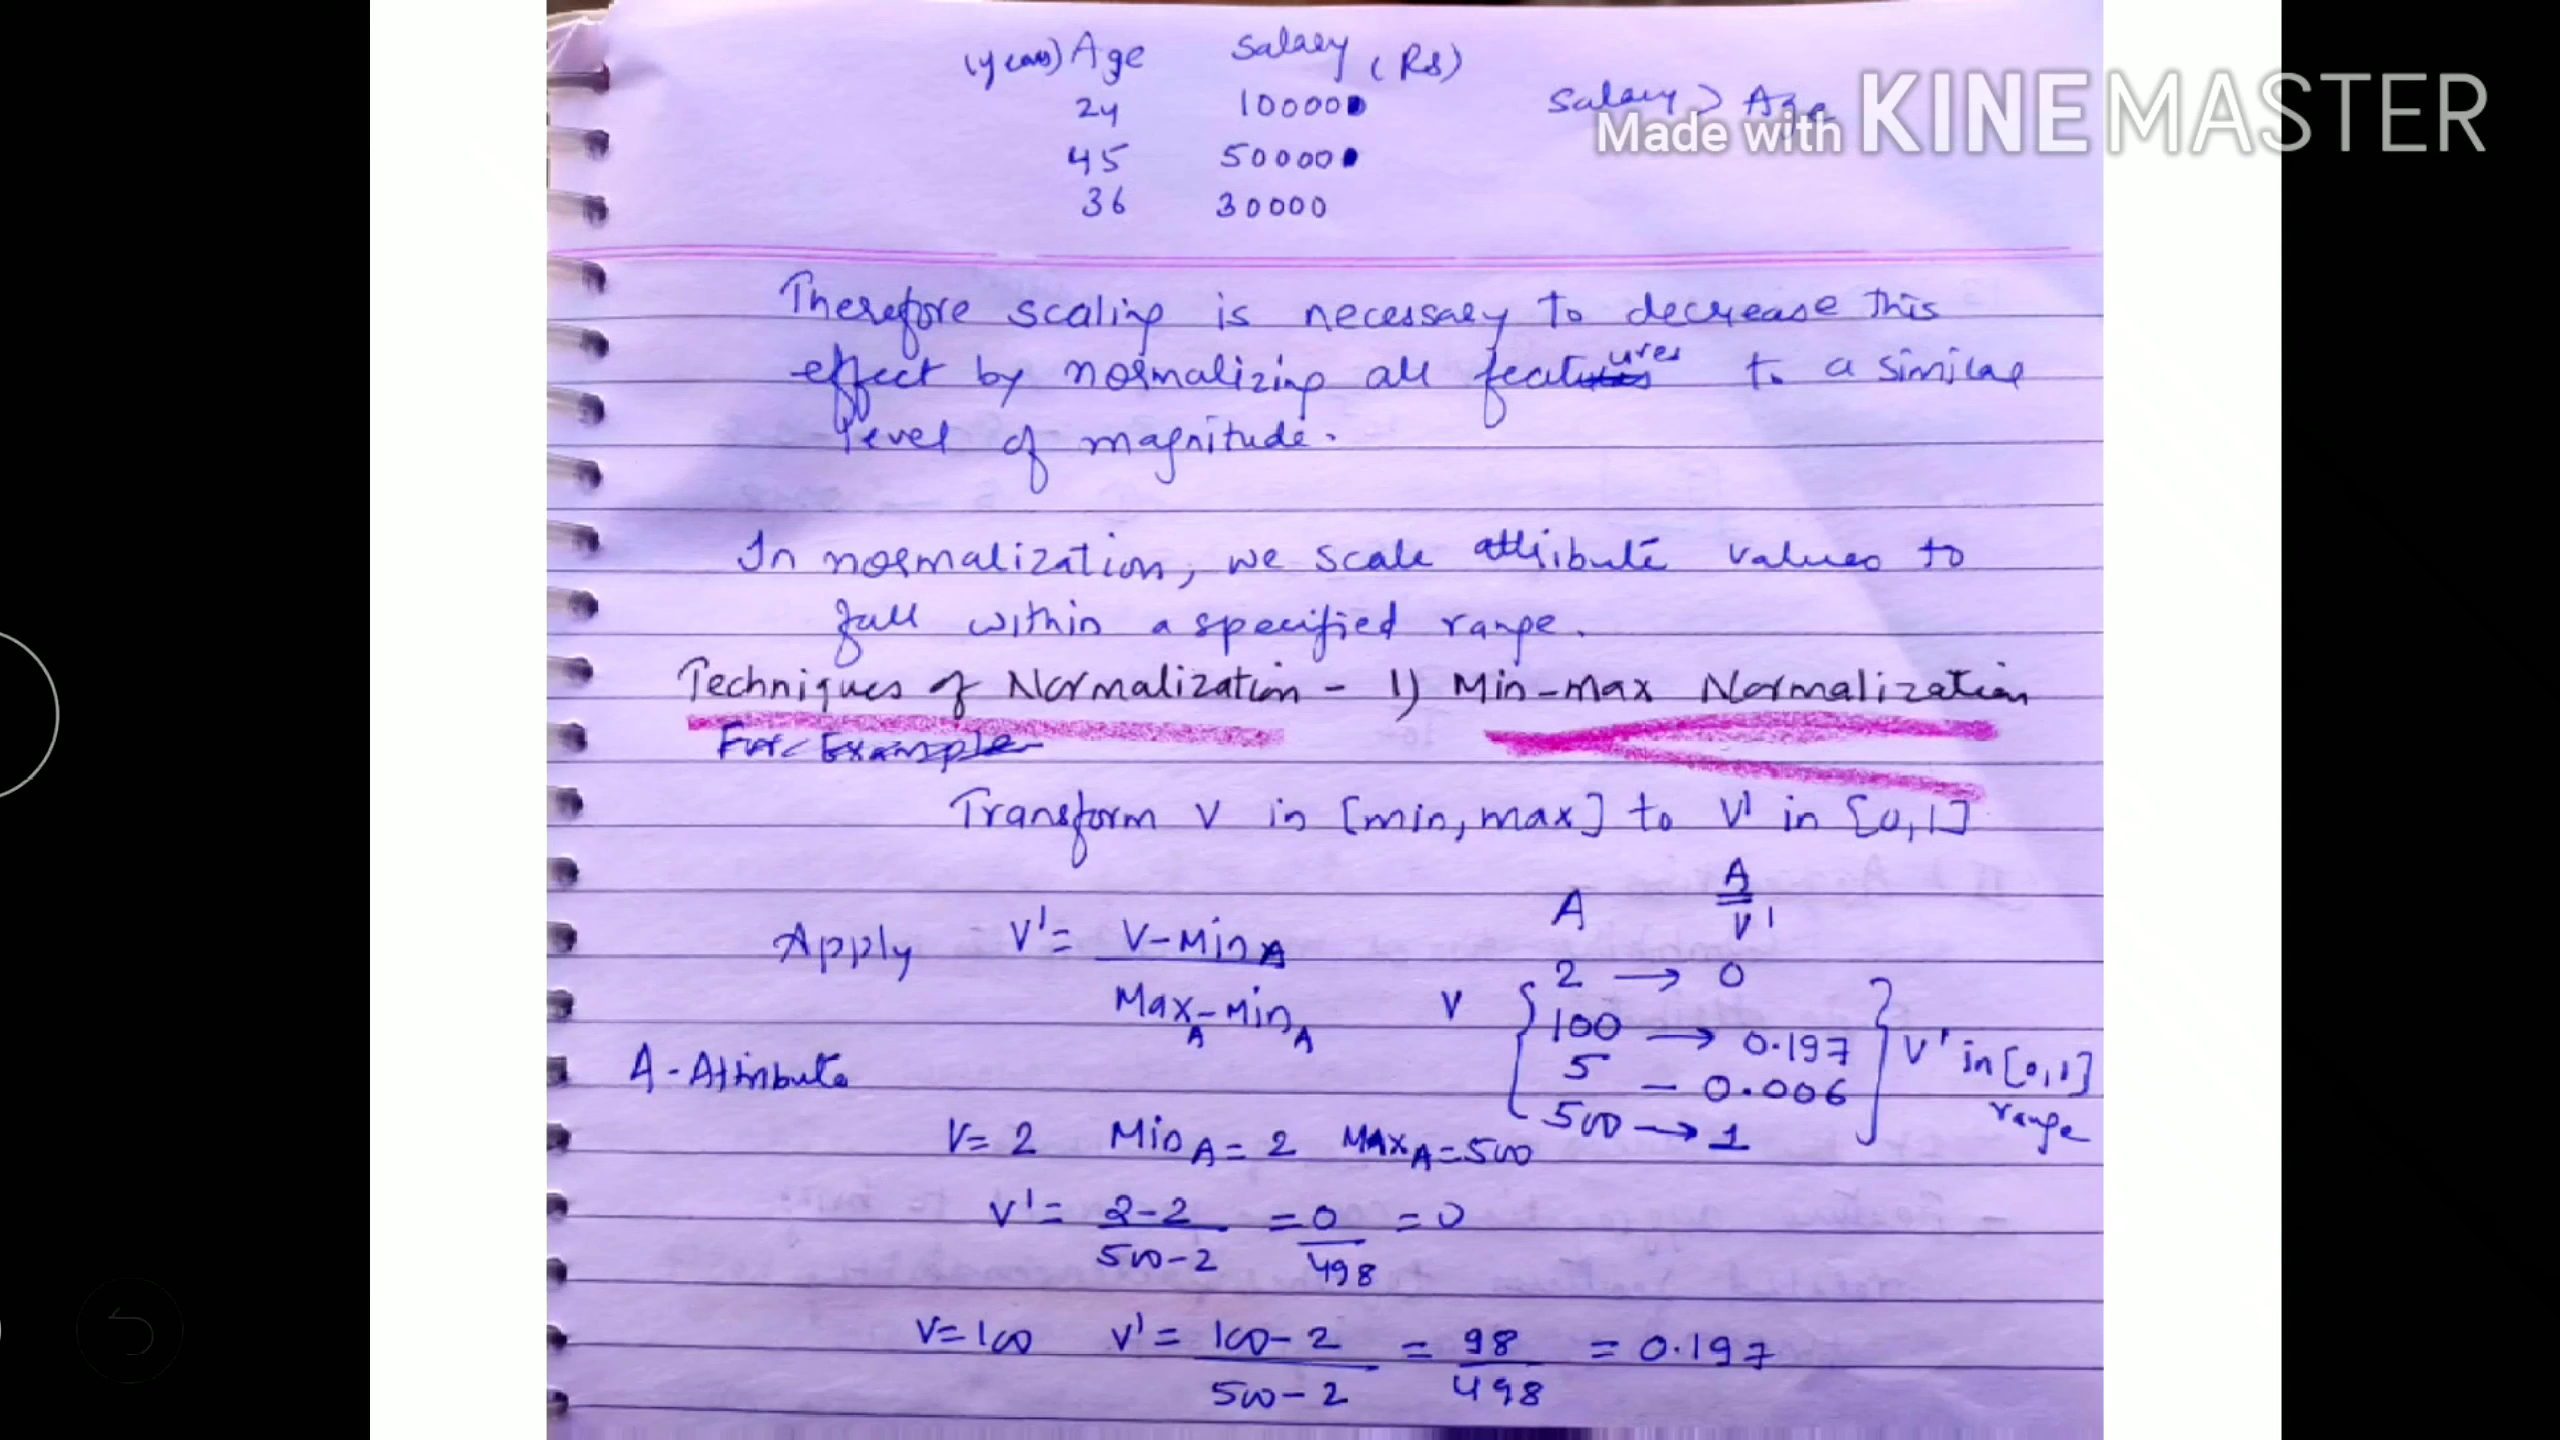 (years) Age Salary (Rs)
24 10000
45 50000
36 30000
Salary > Age
Made with KINEMASTER
Therefore scaling is necessary to decrease this
effect by normalizing all features to a similar
level of magnitude.
In normalization, we scale attribute values to
fall within a specified range.
Techniques of Normalization - 1) Min-max Normalization
For Example
Transform V in [min, max] to V' in [0,1]
A A
V'
Apply V' = V-MinA / MaxA-MinA
V 2 → 0
100 → 0.197
5 - 0.006
500 → 1
V' in [0,1]
range
A-Attribute
V= 2 MinA = 2 MAXA=500
V' = 2-2 / 500-2 = 0 / 498 = 0
V=100 V' = 100-2 / 500-2 = 98 / 498 = 0.197